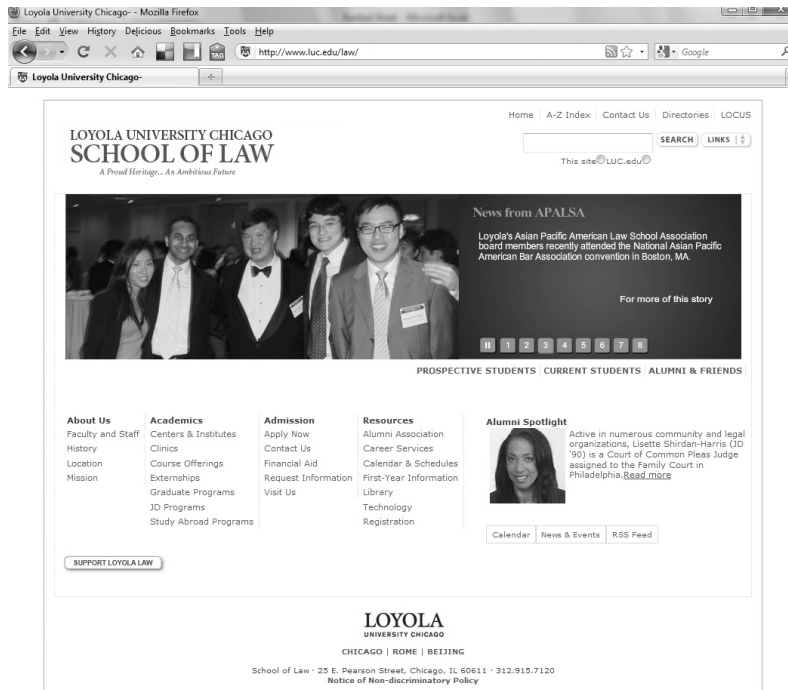 Loyola University Chicago- - Mozilla Firefox
File Edit View History Delicious Bookmarks Tools Help
TAG
http://www.luc.edu/law/
Google
Loyola University Chicago-
Home A-Z Index Contact Us Directories LOCUS
LOYOLA UNIVERSITY CHICAGO
SCHOOL OF LAW
A Proud Heritage... An Ambitious Future
SEARCH LINKS
This site LUC.edu
News from APALSA
Loyola's Asian Pacific American Law School Association
board members recently attended the National Asian Pacific
American Bar Association convention in Boston, MA.
For more of this story
1 2 3 4 5 6 7 8
PROSPECTIVE STUDENTS CURRENT STUDENTS ALUMNI & FRIENDS
About Us
Faculty and Staff
History
Location
Mission
Academics
Centers & Institutes
Clinics
Course Offerings
Externships
Graduate Programs
JD Programs
Study Abroad Programs
Admission
Apply Now
Contact Us
Financial Aid
Request Information
Visit Us
Resources
Alumni Association
Career Services
Calendar & Schedules
First-Year Information
Library
Technology
Registration
Alumni Spotlight
Active in numerous community and legal
organizations, Lisette Shirdan-Harris (JD
'90) is a Court of Common Pleas Judge
assigned to the Family Court in
Philadelphia.Read more
Calendar News & Events RSS Feed
SUPPORT LOYOLA LAW
LOYOLA
UNIVERSITY CHICAGO
CHICAGO | ROME | BEIJING
School of Law · 25 E. Pearson Street, Chicago, IL 60611 · 312.915.7120
Notice of Non-discriminatory Policy